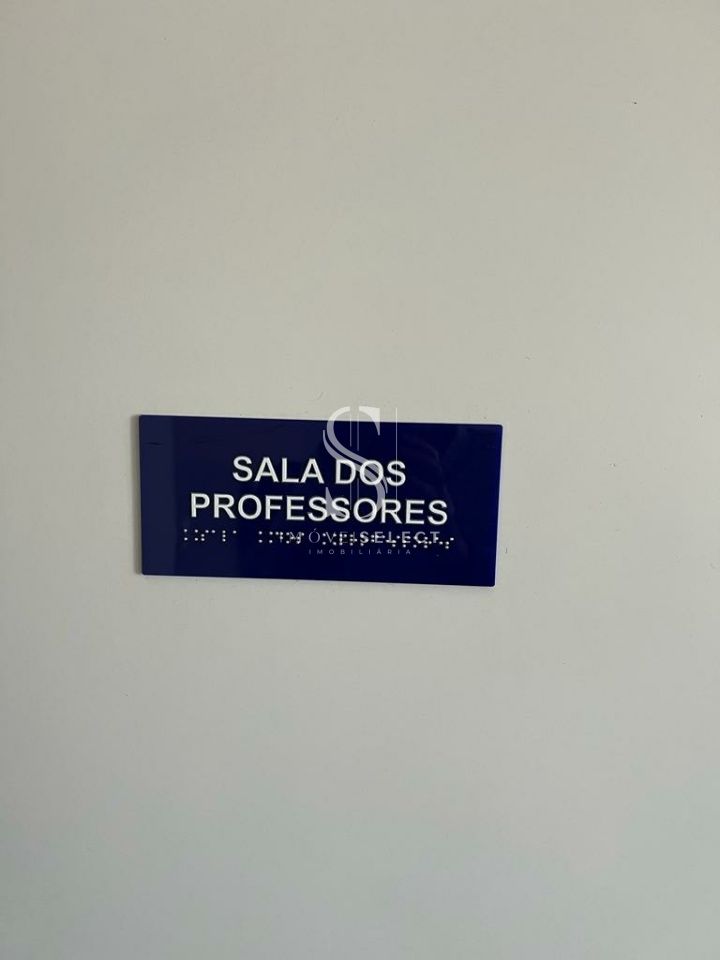 SALA DOS
PROFESSORES
IMÓVEISELECT
IMOBILIÁRIA